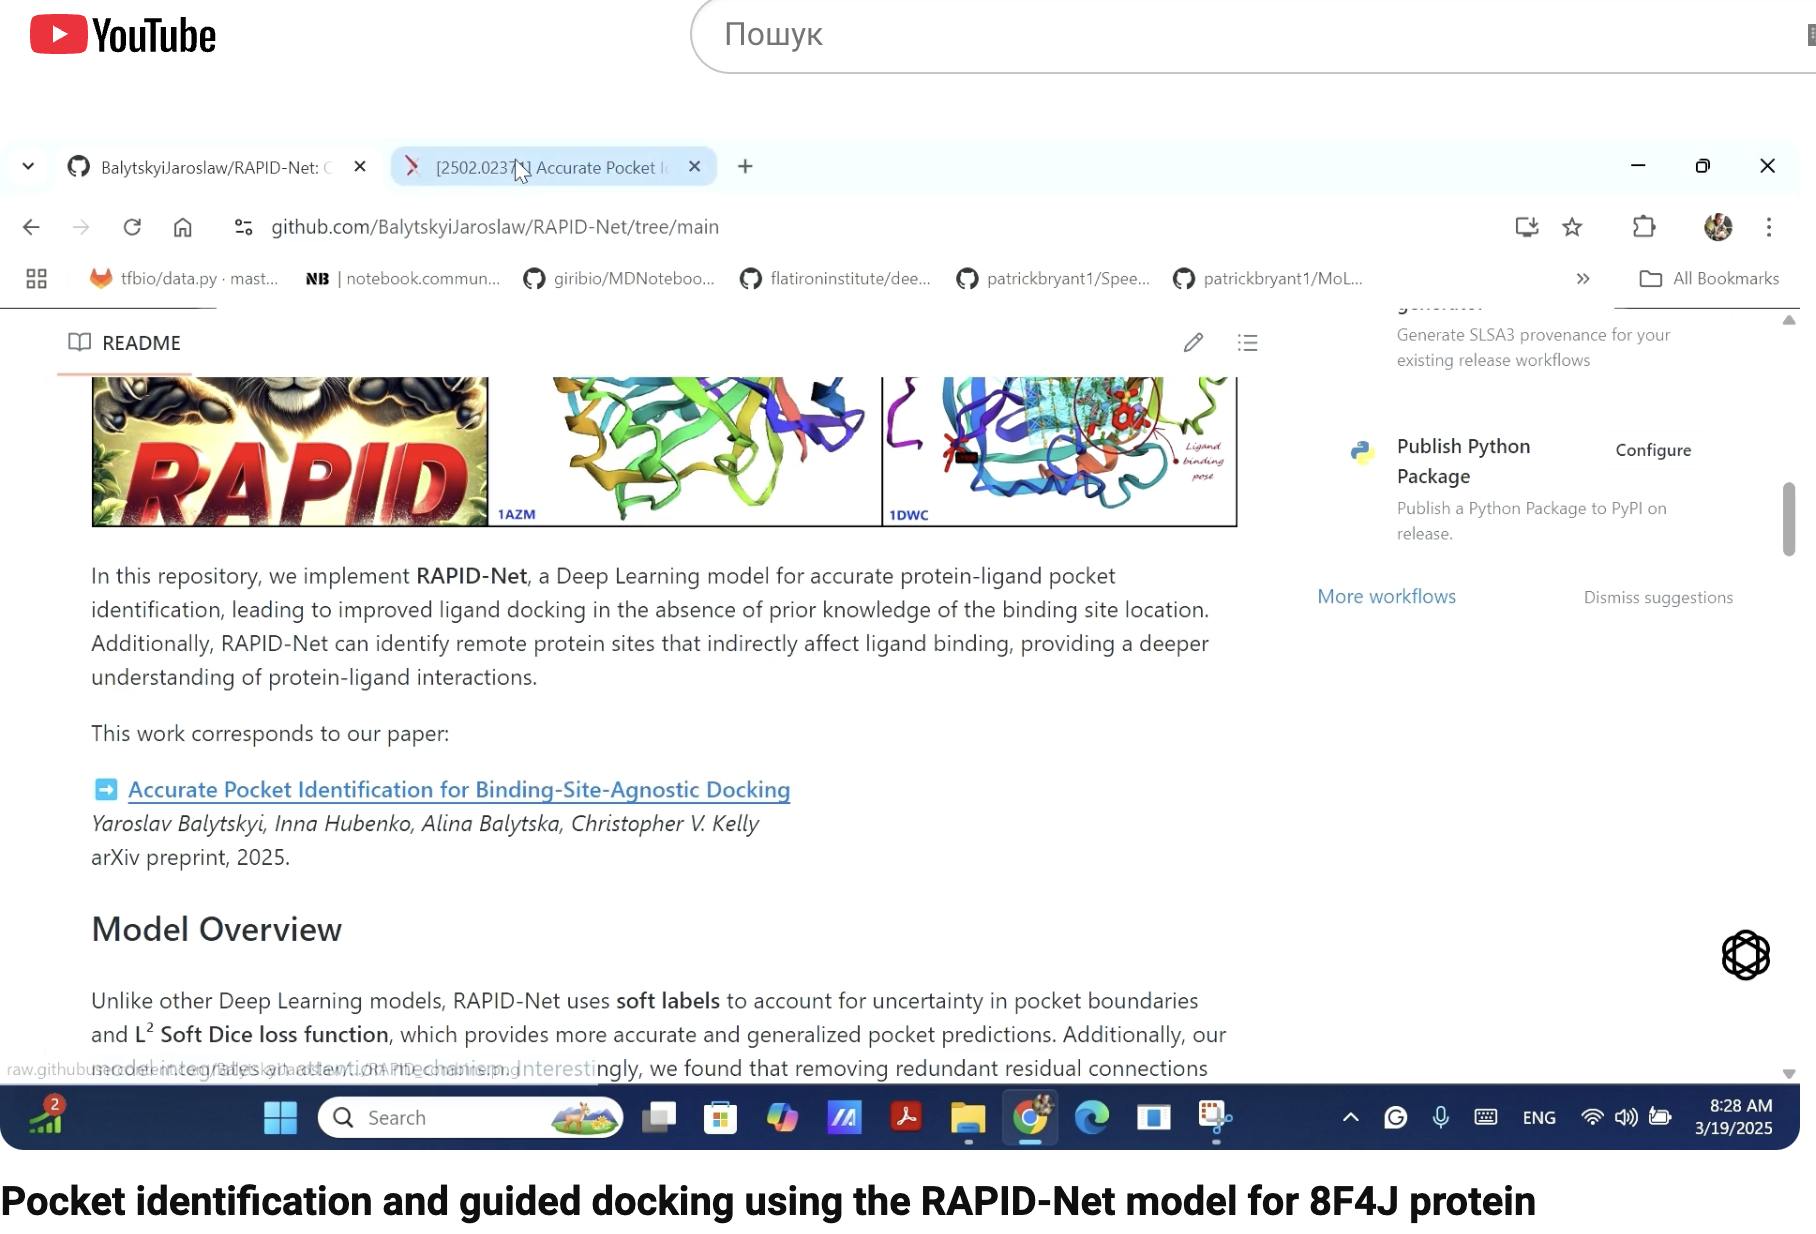 YouTube
Пошук
BalytskyiJaroslaw/RAPID-Net: C
[2502.0237 ] Accurate Pocket I
github.com/BalytskyiJaroslaw/RAPID-Net/tree/main
tfbio/data.py · mast...
NB | notebook.commun...
giribio/MDNoteboo...
flatironinstitute/dee...
patrickbryant1/Spee...
patrickbryant1/MoL...
All Bookmarks
README
RAPID
1AZM
1DWC
Ligand
binding
pose
In this repository, we implement RAPID-Net, a Deep Learning model for accurate protein-ligand pocket
identification, leading to improved ligand docking in the absence of prior knowledge of the binding site location.
Additionally, RAPID-Net can identify remote protein sites that indirectly affect ligand binding, providing a deeper
understanding of protein-ligand interactions.
This work corresponds to our paper:
Accurate Pocket Identification for Binding-Site-Agnostic Docking
Yaroslav Balytskyi, Inna Hubenko, Alina Balytska, Christopher V. Kelly
arXiv preprint, 2025.
Model Overview
Unlike other Deep Learning models, RAPID-Net uses soft labels to account for uncertainty in pocket boundaries
and L² Soft Dice loss function, which provides more accurate and generalized pocket predictions. Additionally, our
model integrates an attention mechanism. Interestingly, we found that removing redundant residual connections
Generate SLSA3 provenance for your
existing release workflows
Publish Python
Package
Configure
Publish a Python Package to PyPI on
release.
More workflows
Dismiss suggestions
2
Search
ENG
8:28 AM
3/19/2025
Pocket identification and guided docking using the RAPID-Net model for 8F4J protein